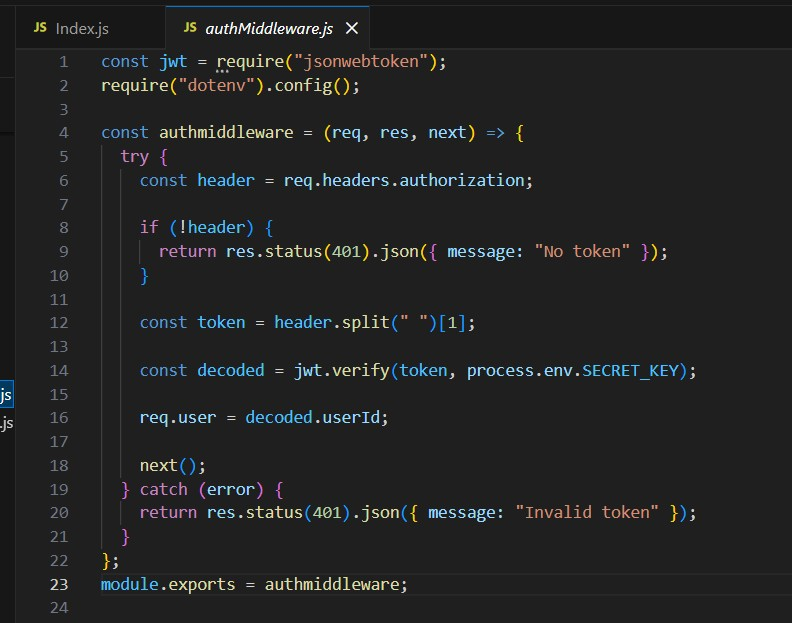 JS Index.js
JS authMiddleware.js
1 const jwt = require("jsonwebtoken");
2 require("dotenv").config();
3
4 const authmiddleware = (req, res, next) => {
5 try {
6 const header = req.headers.authorization;
7
8 if (!header) {
9 return res.status(401).json({ message: "No token" });
10 }
11
12 const token = header.split(" ")[1];
13
14 const decoded = jwt.verify(token, process.env.SECRET_KEY);
15
js
16 req.user = decoded.userId;
.js
17
18 next();
19 } catch (error) {
20 return res.status(401).json({ message: "Invalid token" });
21 }
22 };
23 module.exports = authmiddleware;
24